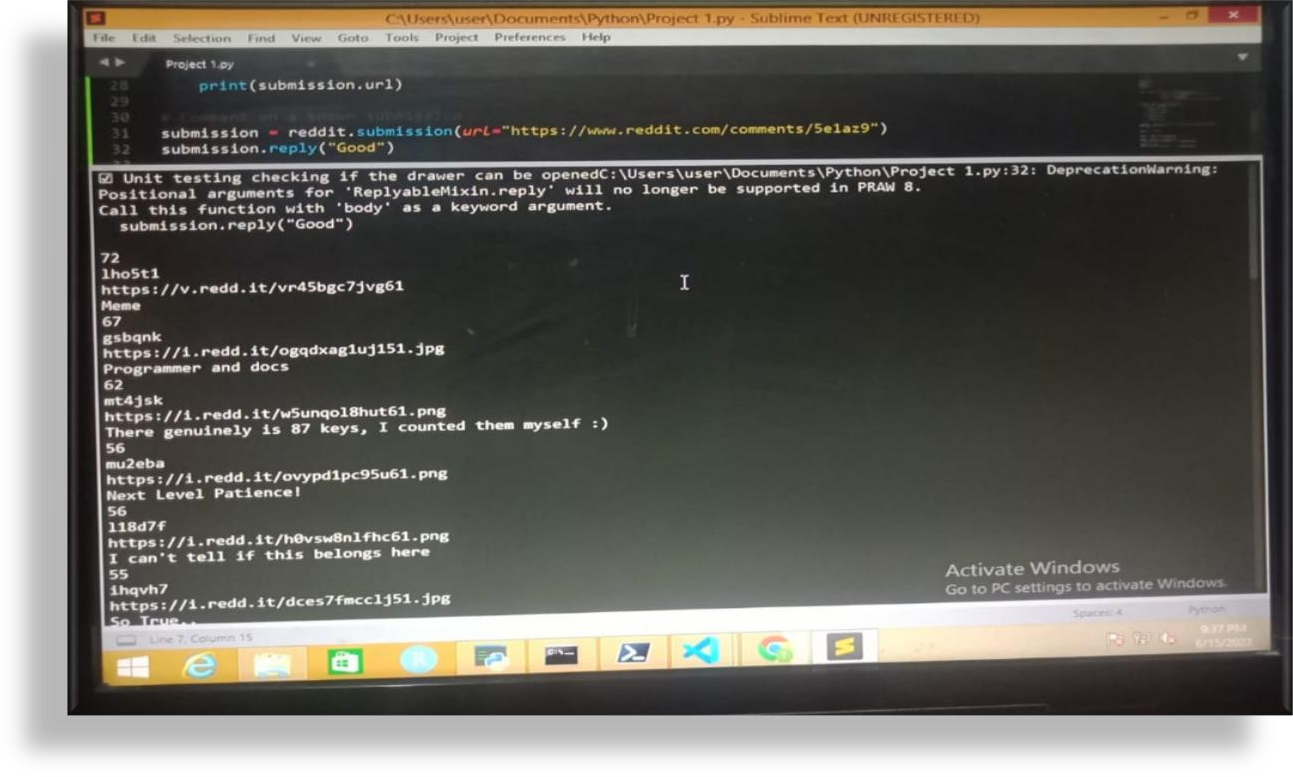 C:\Users\user\Documents\Python\Project 1.py - Sublime Text (UNREGISTERED)
File Edit Selection Find View Goto Tools Project Preferences Help
Project 1.py
28 print(submission.url)
29
30
31 submission = reddit.submission(url="https://www.reddit.com/comments/5e1az9")
32 submission.reply("Good")
☑ Unit testing checking if the drawer can be openedC:\Users\user\Documents\Python\Project 1.py:32: DeprecationWarning:
Positional arguments for 'ReplyableMixin.reply' will no longer be supported in PRAW 8.
Call this function with 'body' as a keyword argument.
submission.reply("Good")
72
lho5t1
https://v.redd.it/vr45bgc7jvg61
Meme
67
gsbqnk
https://i.redd.it/ogqdxag1uj151.jpg
Programmer and docs
62
mt4jsk
https://i.redd.it/w5unqol8hut61.png
There genuinely is 87 keys, I counted them myself :)
56
mu2eba
https://i.redd.it/ovypd1pc95u61.png
Next Level Patience!
56
l18d7f
https://i.redd.it/h0vsw8nlfhc61.png
I can't tell if this belongs here
55
ihqvh7
https://i.redd.it/dces7fmcclj51.jpg
So True..
Activate Windows
Go to PC settings to activate Windows.
Line 7, Column 15
Spaces: 4
Python
9:37 PM